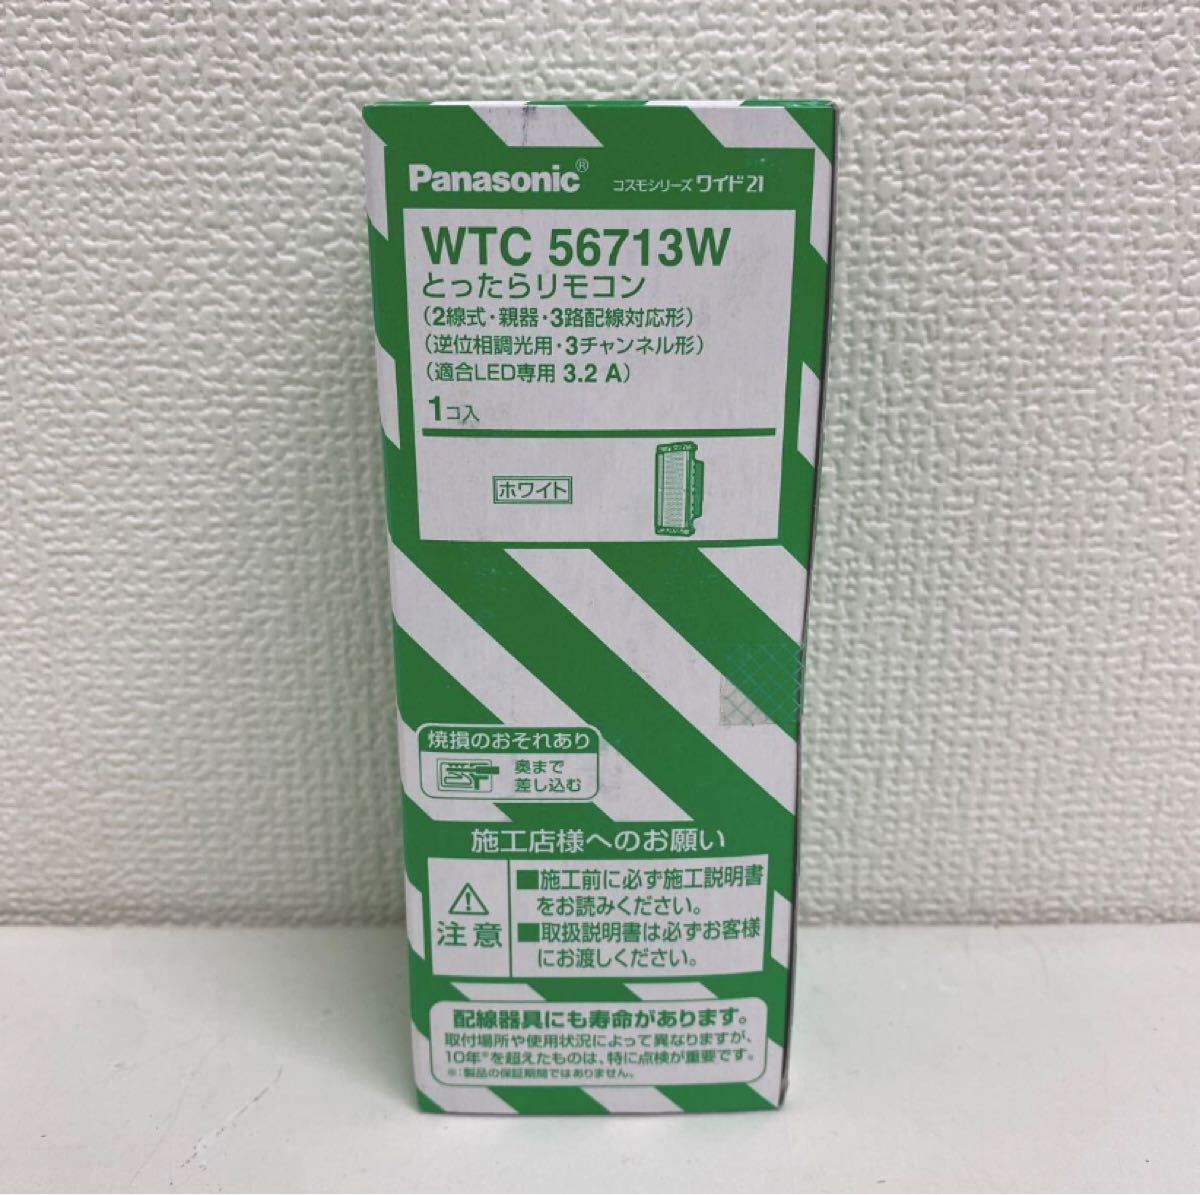 Panasonic® コスモシリーズ ワイド21
WTC 56713W
とったらリモコン
(2線式・親器・3路配線対応形)
(逆位相調光用・3チャンネル形)
(適合LED専用 3.2 A)
1コ入
ホワイト
焼損のおそれあり
奥まで
差し込む
施工店様へのお願い
注意
■施工前に必ず施工説明書
をお読みください。
■取扱説明書は必ずお客様
にお渡しください。
配線器具にも寿命があります。
取付場所や使用状況によって異なりますが、
10年※を超えたものは、特に点検が重要です。
※:製品の保証期間ではありません。